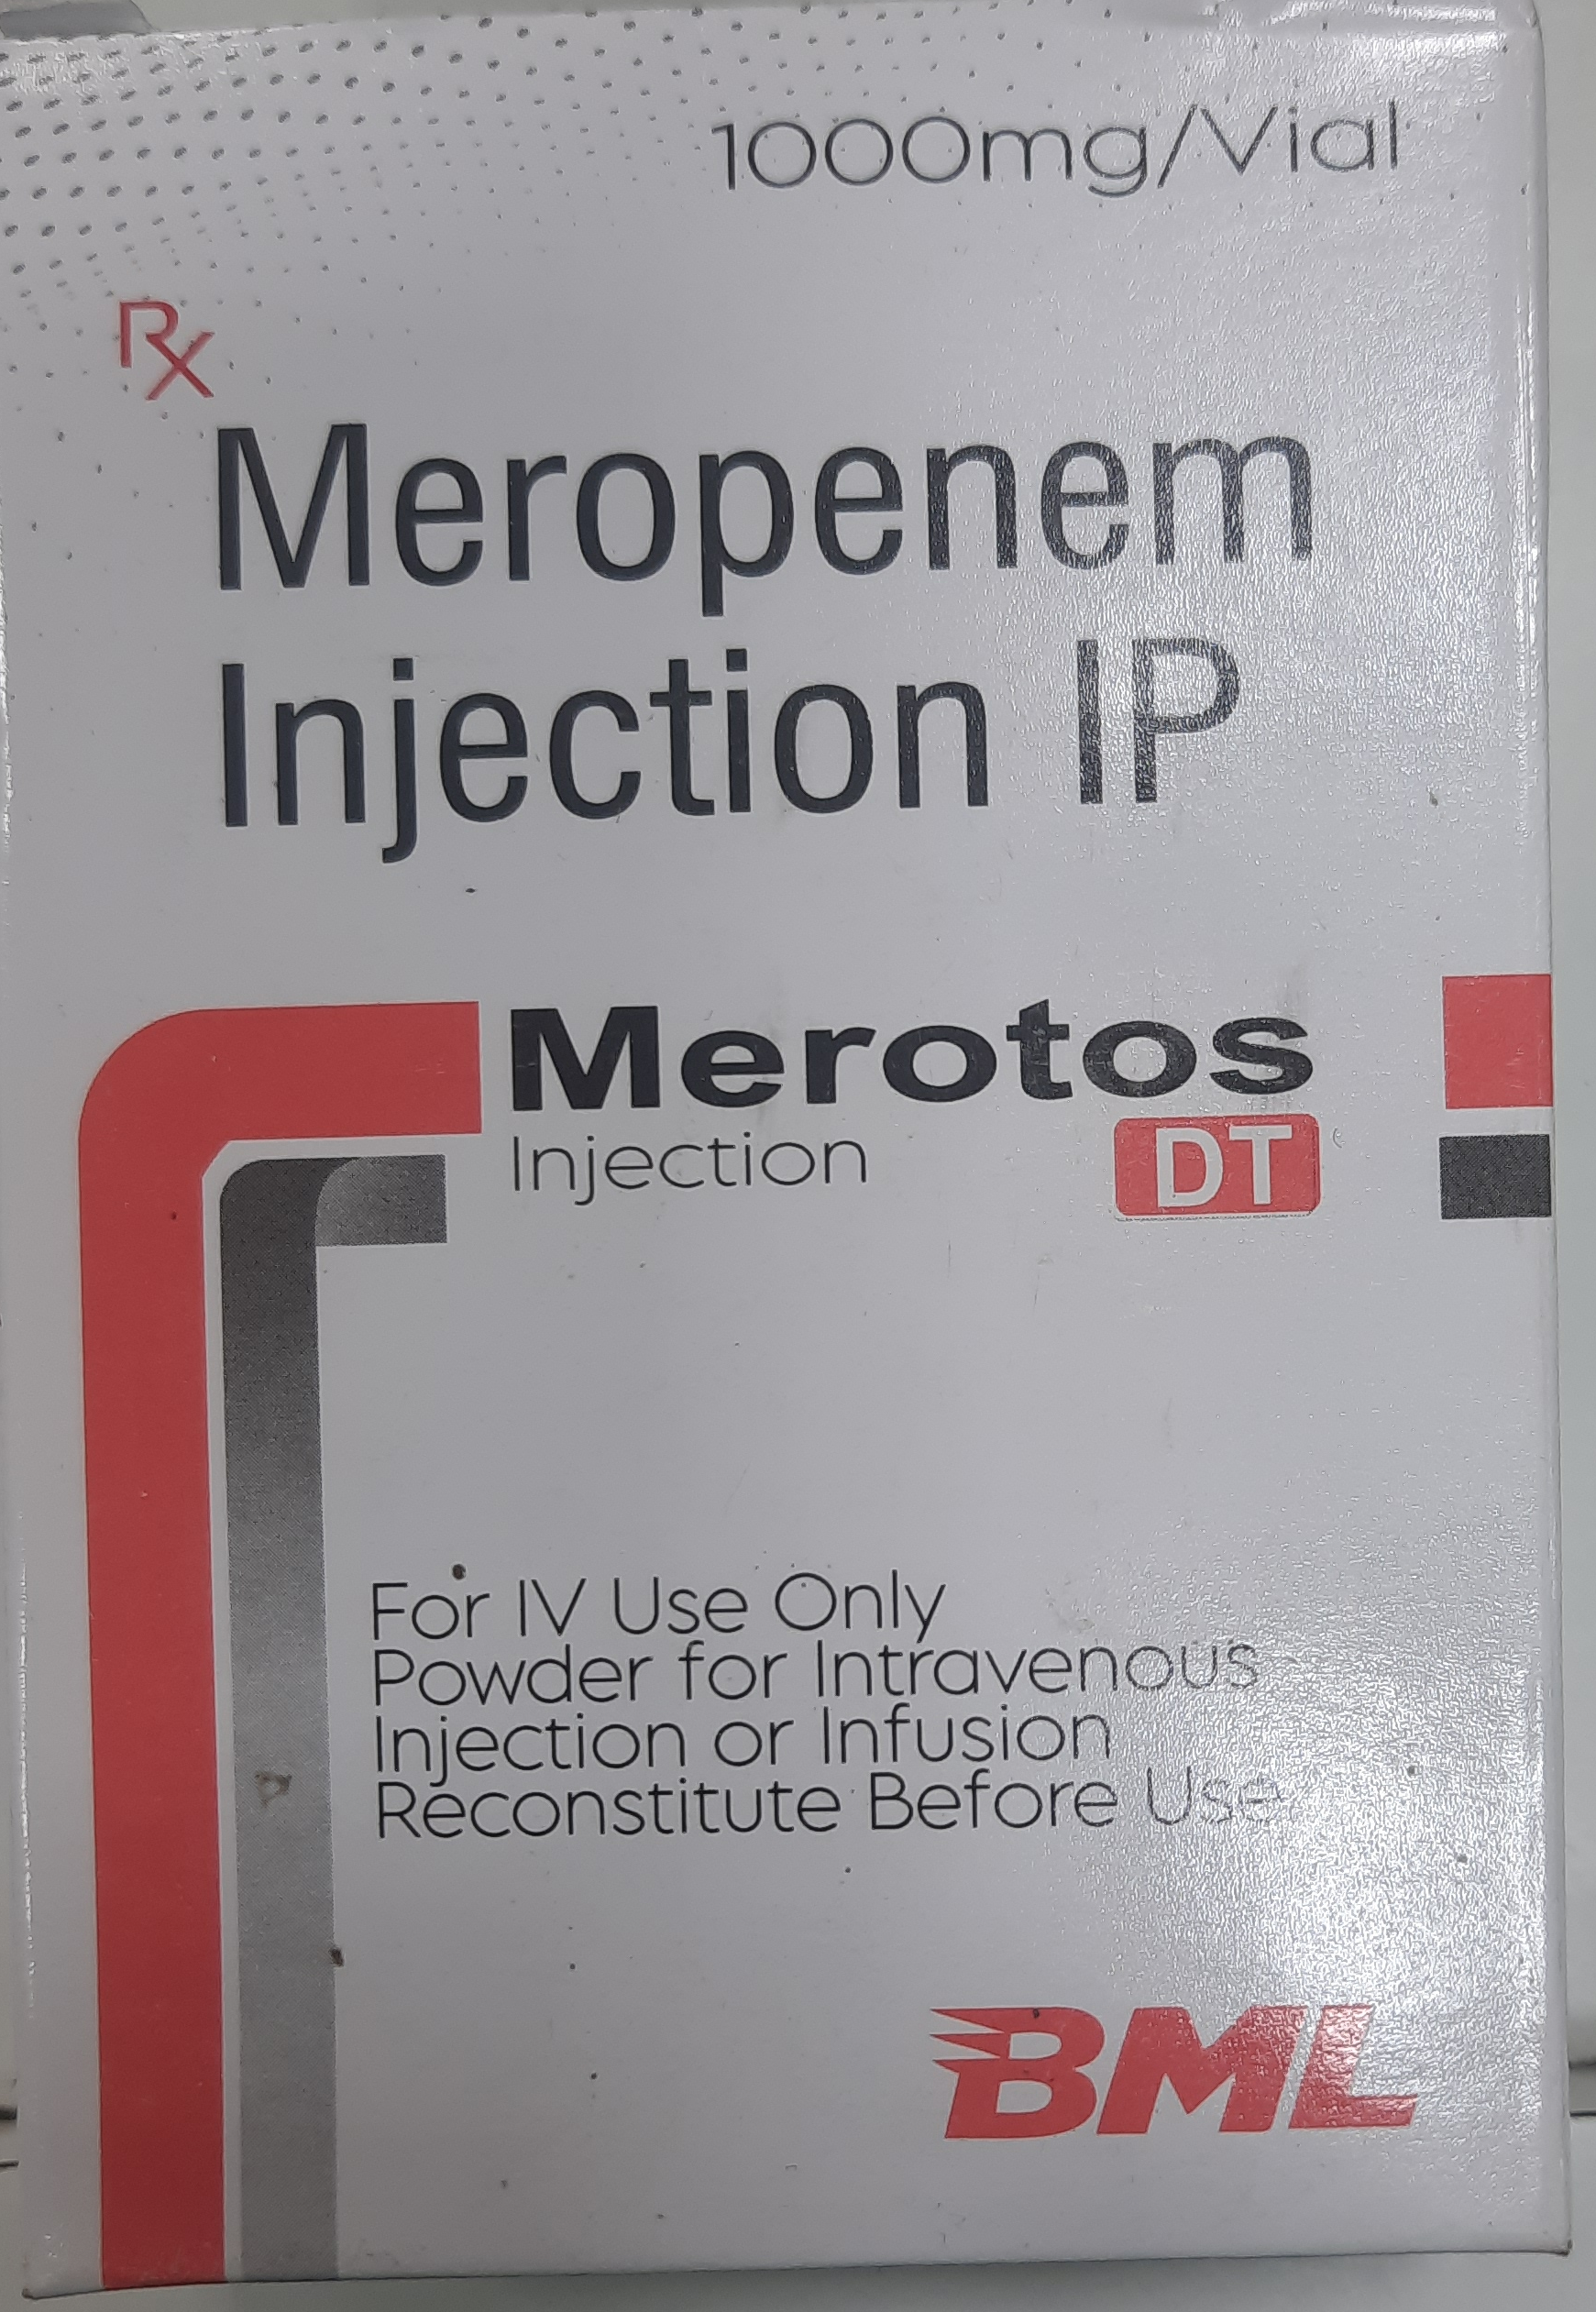 1000mg/Vial
Rx
Meropenem
Injection IP
Merotos
Injection DT
For IV Use Only
Powder for Intravenous
Injection or Infusion
Reconstitute Before Use
BML